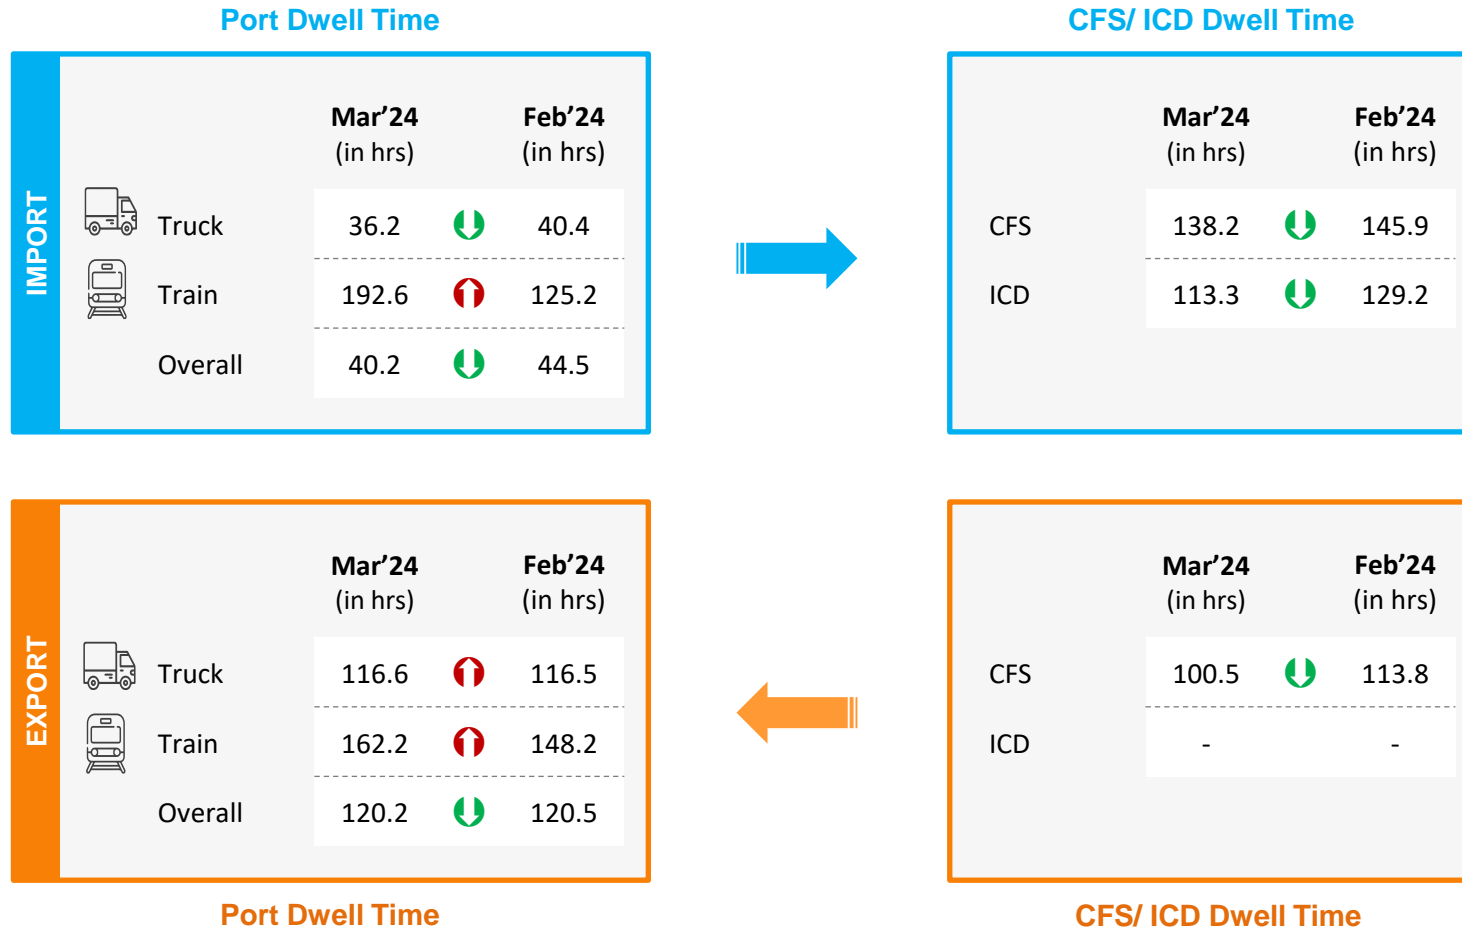 Port Dwell Time
CFS/ ICD Dwell Time
IMPORT
Mar’24 Feb’24
(in hrs) (in hrs)
Truck 36.2 40.4
Train 192.6 125.2
Overall 40.2 44.5
Mar’24 Feb’24
(in hrs) (in hrs)
CFS 138.2 145.9
ICD 113.3 129.2
EXPORT
Mar’24 Feb’24
(in hrs) (in hrs)
Truck 116.6 116.5
Train 162.2 148.2
Overall 120.2 120.5
Mar’24 Feb’24
(in hrs) (in hrs)
CFS 100.5 113.8
ICD - -
Port Dwell Time
CFS/ ICD Dwell Time